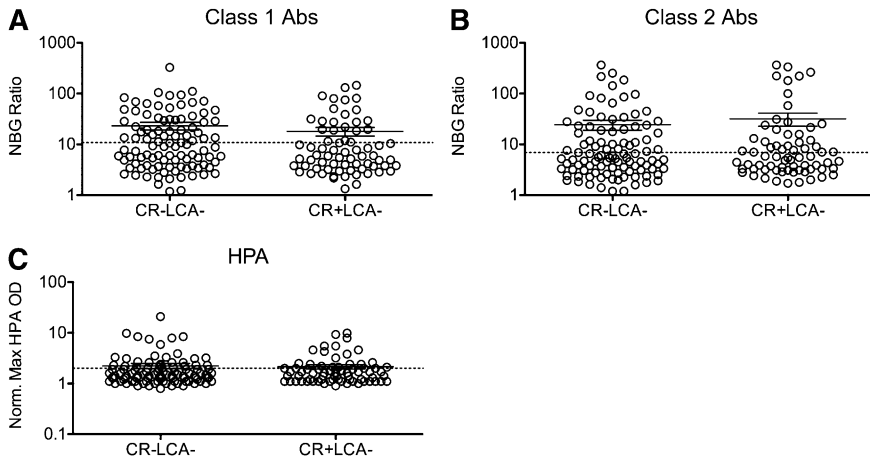 A
Class 1 Abs
NBG Ratio
1000
100
10
1
CR-LCA-
CR+LCA-
B
Class 2 Abs
NBG Ratio
1000
100
10
1
CR-LCA-
CR+LCA-
C
HPA
Norm. Max HPA OD
100
10
1
0.1
CR-LCA-
CR+LCA-